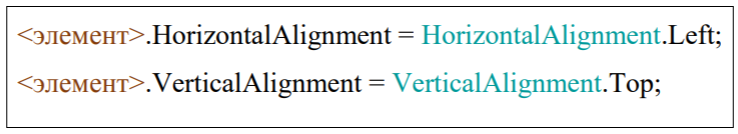 <элемент>.HorizontalAlignment = HorizontalAlignment.Left;
<элемент>.VerticalAlignment = VerticalAlignment.Top;